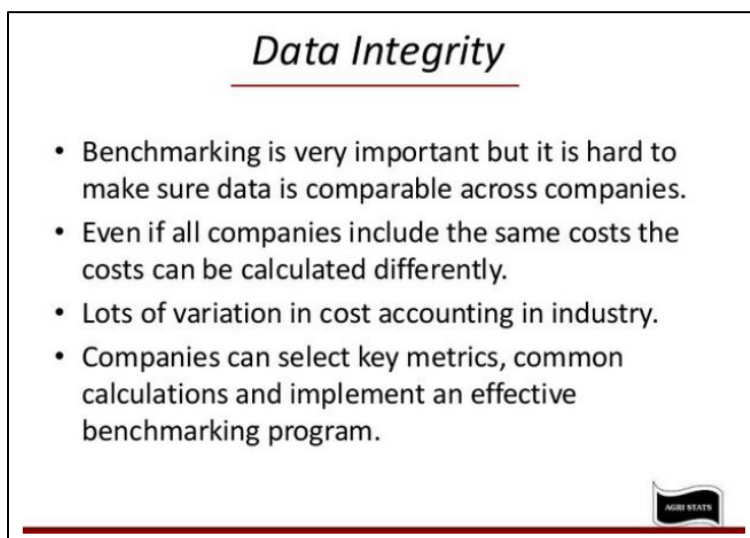 Data Integrity
• Benchmarking is very important but it is hard to
make sure data is comparable across companies.
• Even if all companies include the same costs the
costs can be calculated differently.
• Lots of variation in cost accounting in industry.
• Companies can select key metrics, common
calculations and implement an effective
benchmarking program.
AGRI STATS